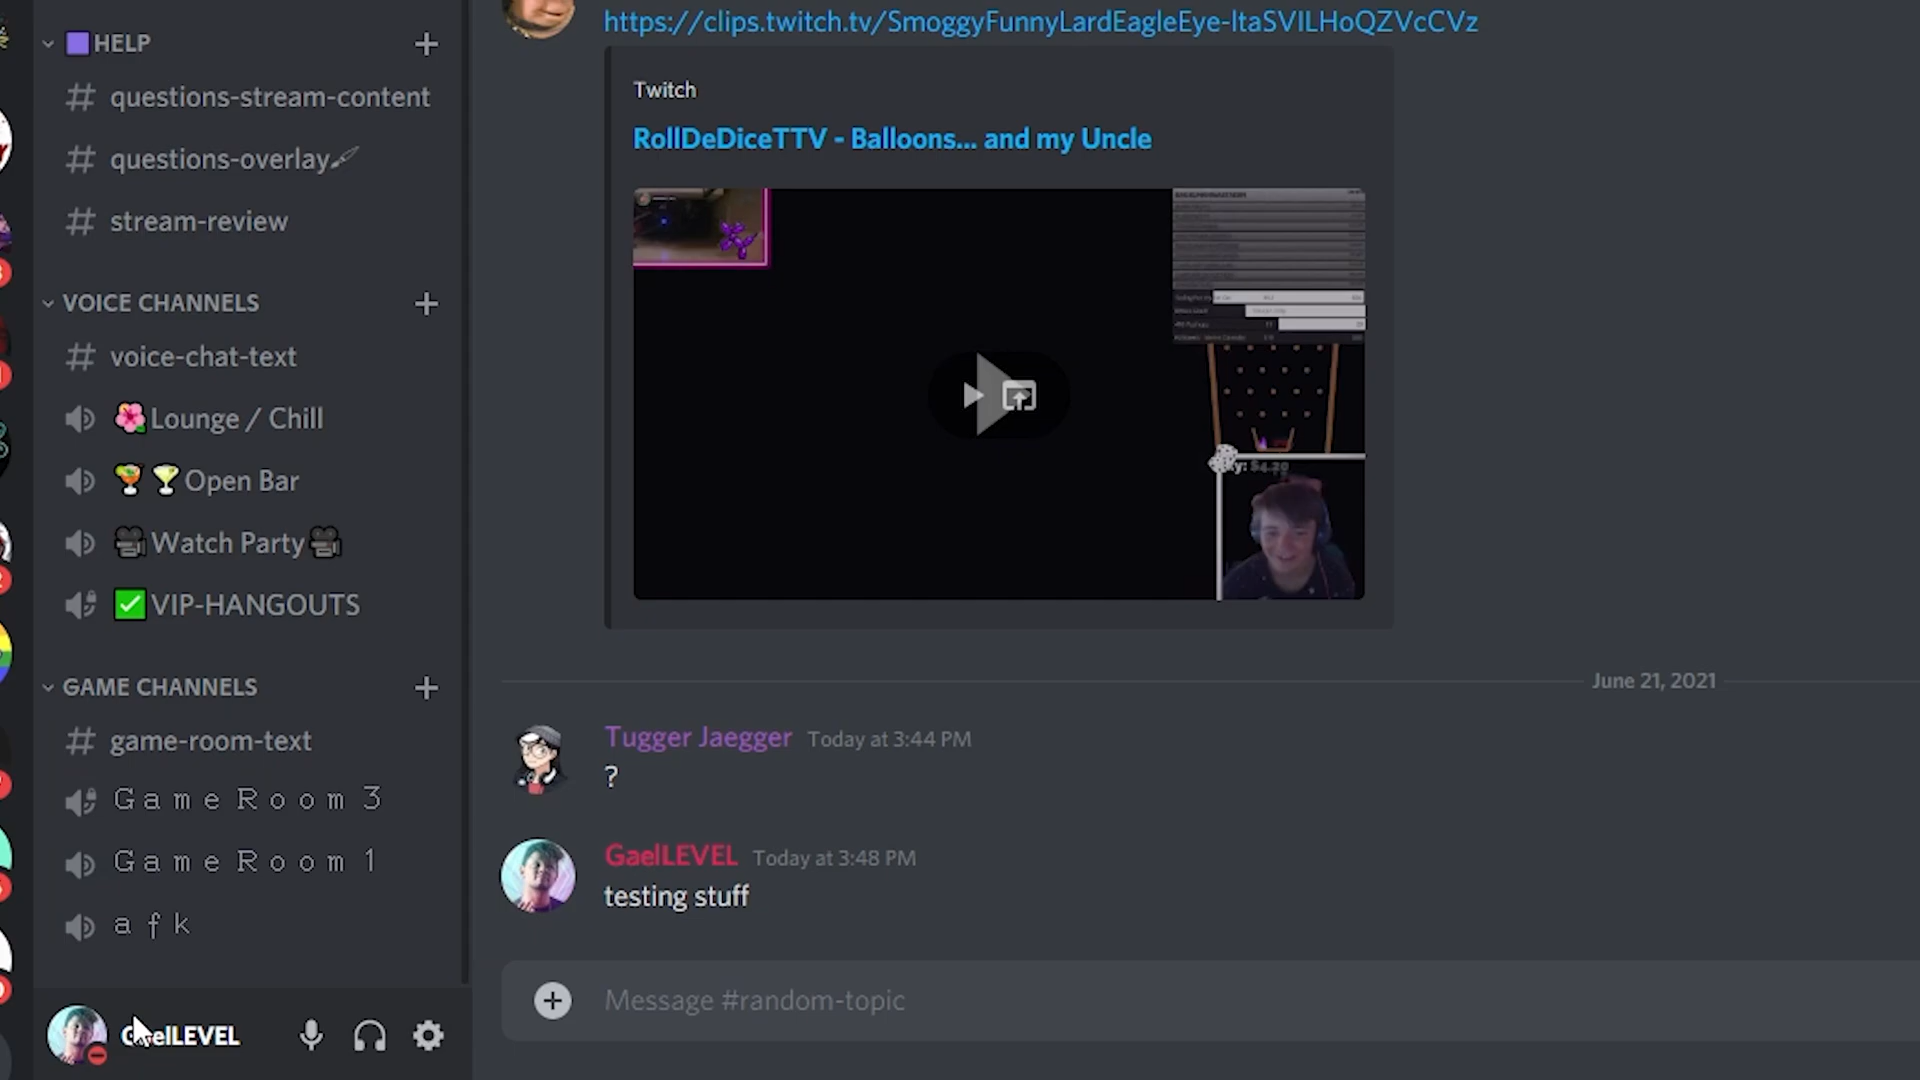 HELP
questions-stream-content
questions-overlay
stream-review
VOICE CHANNELS
voice-chat-text
Lounge / Chill
Open Bar
Watch Party
VIP-HANGOUTS
GAME CHANNELS
game-room-text
Game Room 3
Game Room 1
afk
GaelLEVEL
https://clips.twitch.tv/SmoggyFunnyLardEagleEye-ltaSVILHoQZVcCVz
Twitch
RollDeDiceTTV - Balloons... and my Uncle
$4.20
June 21, 2021
Tugger Jaegger Today at 3:44 PM
?
GaelLEVEL Today at 3:48 PM
testing stuff
Message #random-topic